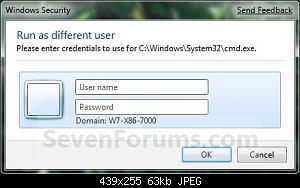 Windows Security
Send Feedback
Run as different user
Please enter credentials to use for C:\Windows\System32\cmd.exe.
User name
Password
Domain: W7-X86-7000
SevenForums.com
OK
Cancel
439x255 63kb JPEG